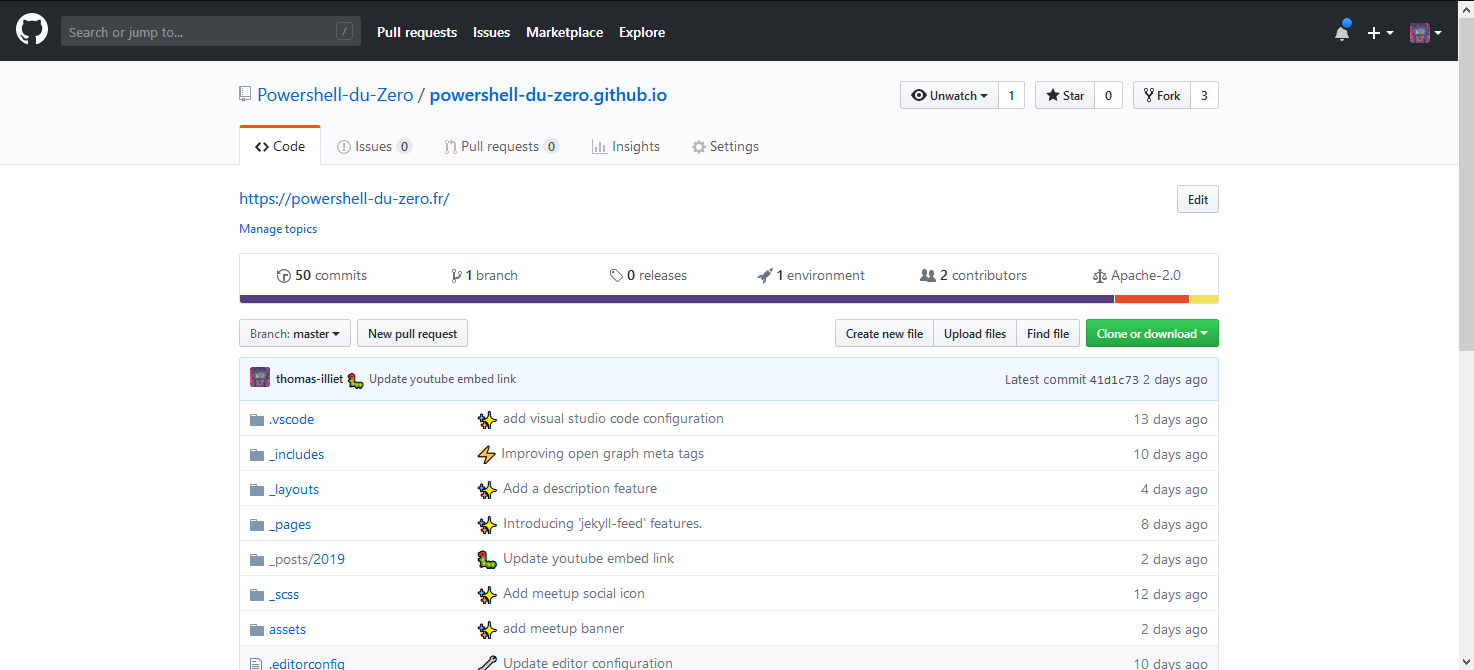 Search or jump to... / Pull requests Issues Marketplace Explore
Powershell-du-Zero / powershell-du-zero.github.io Unwatch 1 Star 0 Fork 3
Code Issues 0 Pull requests 0 Insights Settings
https://powershell-du-zero.fr/ Edit
Manage topics
50 commits 1 branch 0 releases 1 environment 2 contributors Apache-2.0
Branch: master New pull request Create new file Upload files Find file Clone or download
thomas-illiet Update youtube embed link Latest commit 41d1c73 2 days ago
.vscode add visual studio code configuration 13 days ago
_includes Improving open graph meta tags 10 days ago
_layouts Add a description feature 4 days ago
_pages Introducing 'jekyll-feed' features. 8 days ago
_posts/2019 Update youtube embed link 2 days ago
_scss Add meetup social icon 12 days ago
assets add meetup banner 2 days ago
.editorconfig Update editor configuration 10 days ago